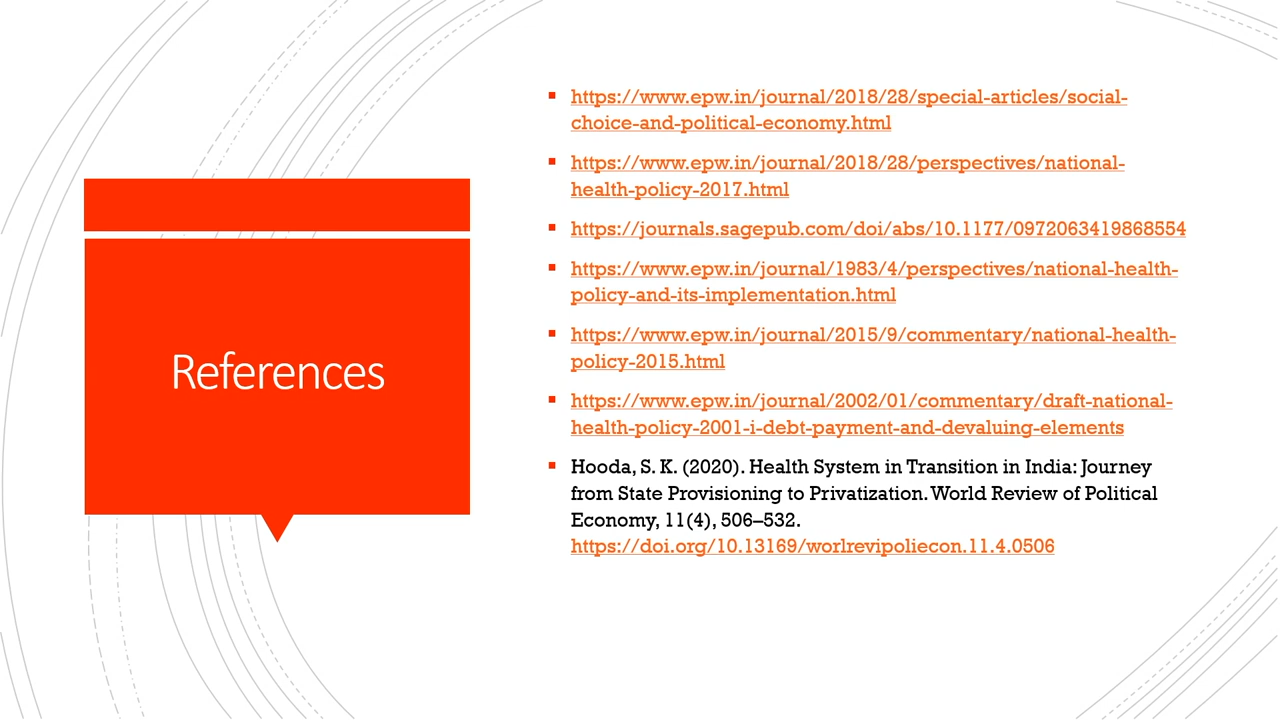 References
https://www.epw.in/journal/2018/28/special-articles/social-
choice-and-political-economy.html
https://www.epw.in/journal/2018/28/perspectives/national-
health-policy-2017.html
https://journals.sagepub.com/doi/abs/10.1177/0972063419868554
https://www.epw.in/journal/1983/4/perspectives/national-health-
policy-and-its-implementation.html
https://www.epw.in/journal/2015/9/commentary/national-health-
policy-2015.html
https://www.epw.in/journal/2002/01/commentary/draft-national-
health-policy-2001-i-debt-payment-and-devaluing-elements
Hooda, S. K. (2020). Health System in Transition in India: Journey
from State Provisioning to Privatization. World Review of Political
Economy, 11(4), 506–532.
https://doi.org/10.13169/worlrevipoliecon.11.4.0506